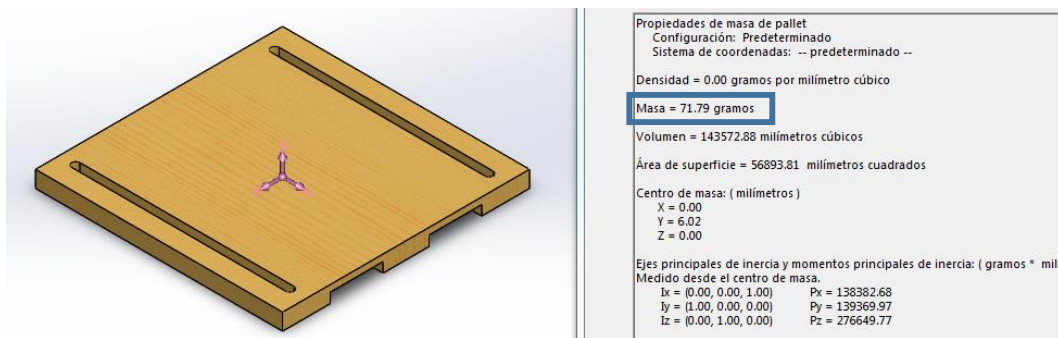 Propiedades de masa de pallet
Configuración: Predeterminado
Sistema de coordenadas: -- predeterminado --
Densidad = 0.00 gramos por milímetro cúbico
Masa = 71.79 gramos
Volumen = 143572.88 milímetros cúbicos
Área de superficie = 56893.81 milímetros cuadrados
Centro de masa: ( milímetros )
X = 0.00
Y = 6.02
Z = 0.00
Ejes principales de inercia y momentos principales de inercia: ( gramos * mil
Medido desde el centro de masa.
Ix = (0.00, 0.00, 1.00) Px = 138382.68
Iy = (1.00, 0.00, 0.00) Py = 139369.97
Iz = (0.00, 1.00, 0.00) Pz = 276649.77